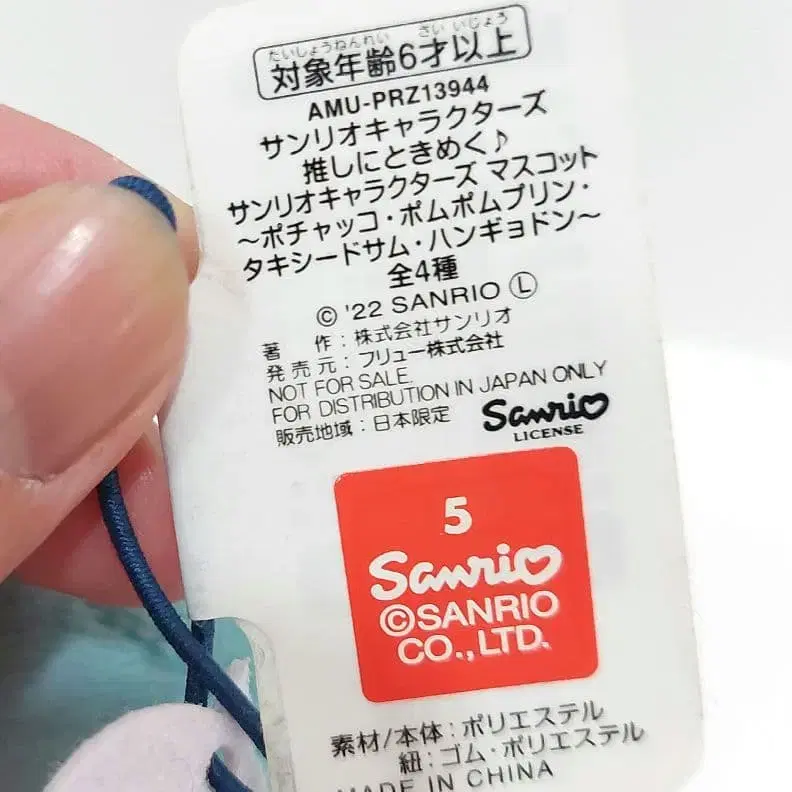 たいしょうねんれい さい いじょう
対象年齢6才以上
AMU-PRZ13944
サンリオキャラクターズ
推しにときめく♪
サンリオキャラクターズ マスコット
～ポチャッコ・ポムポムプリン・
タキシードサム・ハンギョドン～
全4種
© '22 SANRIO Ⓛ
著　作：株式会社サンリオ
発売元：フリュー株式会社
NOT FOR SALE
FOR DISTRIBUTION IN JAPAN ONLY
販売地域：日本限定
Sanrio
LICENSE
5
Sanrio
©SANRIO
CO.,LTD.
素材/本体：ポリエステル
紐：ゴム・ポリエステル
MADE IN CHINA